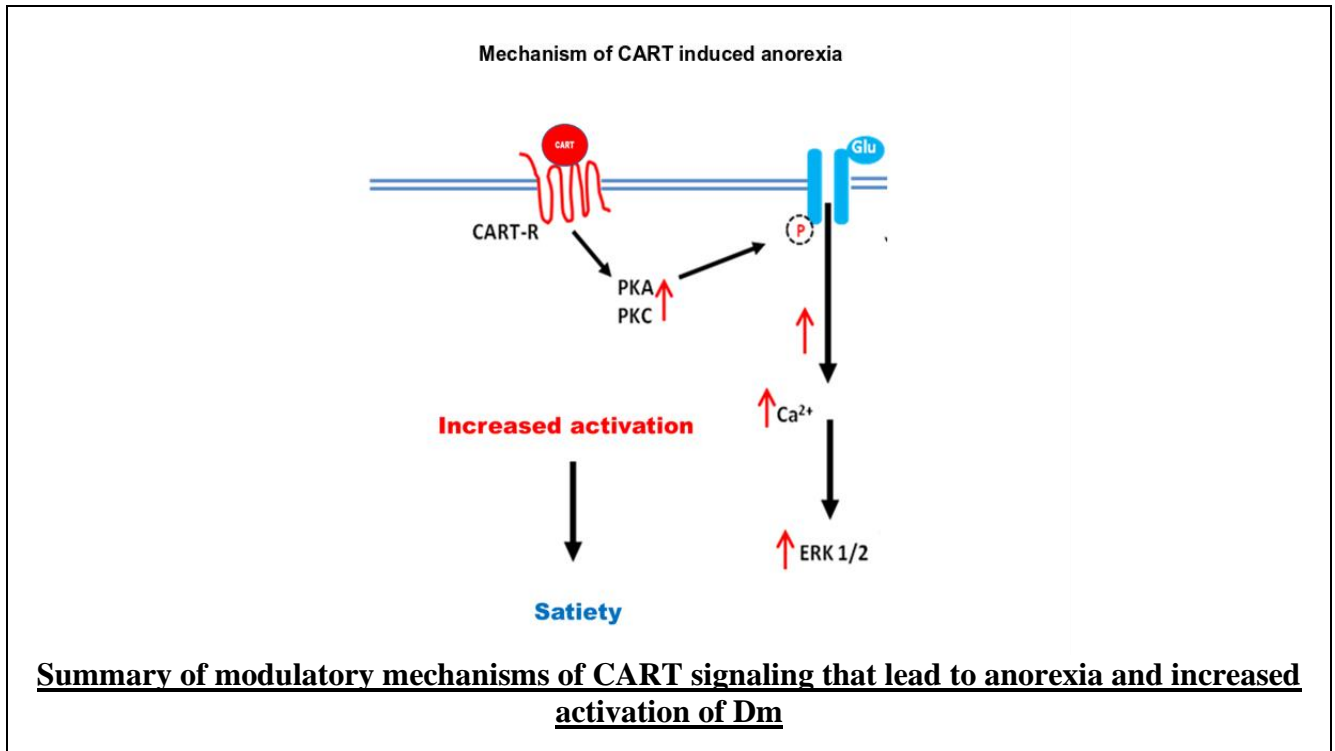 Mechanism of CART induced anorexia
CART
Glu
CART-R
P
PKA
PKC
Ca²⁺
Increased activation
ERK 1/2
Satiety
Summary of modulatory mechanisms of CART signaling that lead to anorexia and increased
activation of Dm